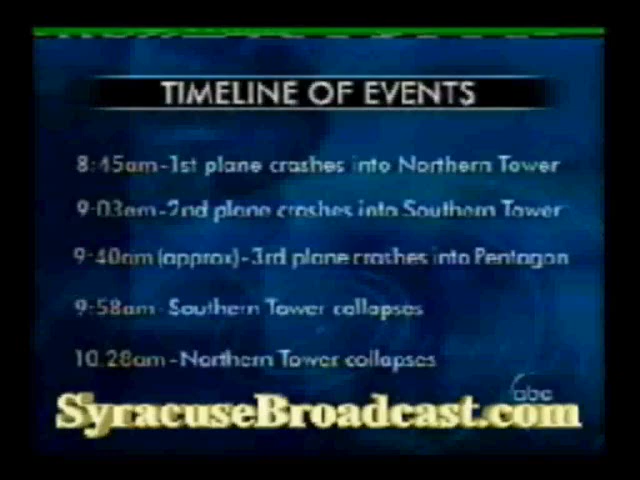 TIMELINE OF EVENTS
8:45am-1st plane crashes into Northern Tower
9:03am-2nd plane crashes into Southern Tower
9:40am (approx)-3rd plane crashes into Pentagon
9:58am-Southern Tower collapses
10:28am-Northern Tower collapses
abc
SyracuseBroadcast.com